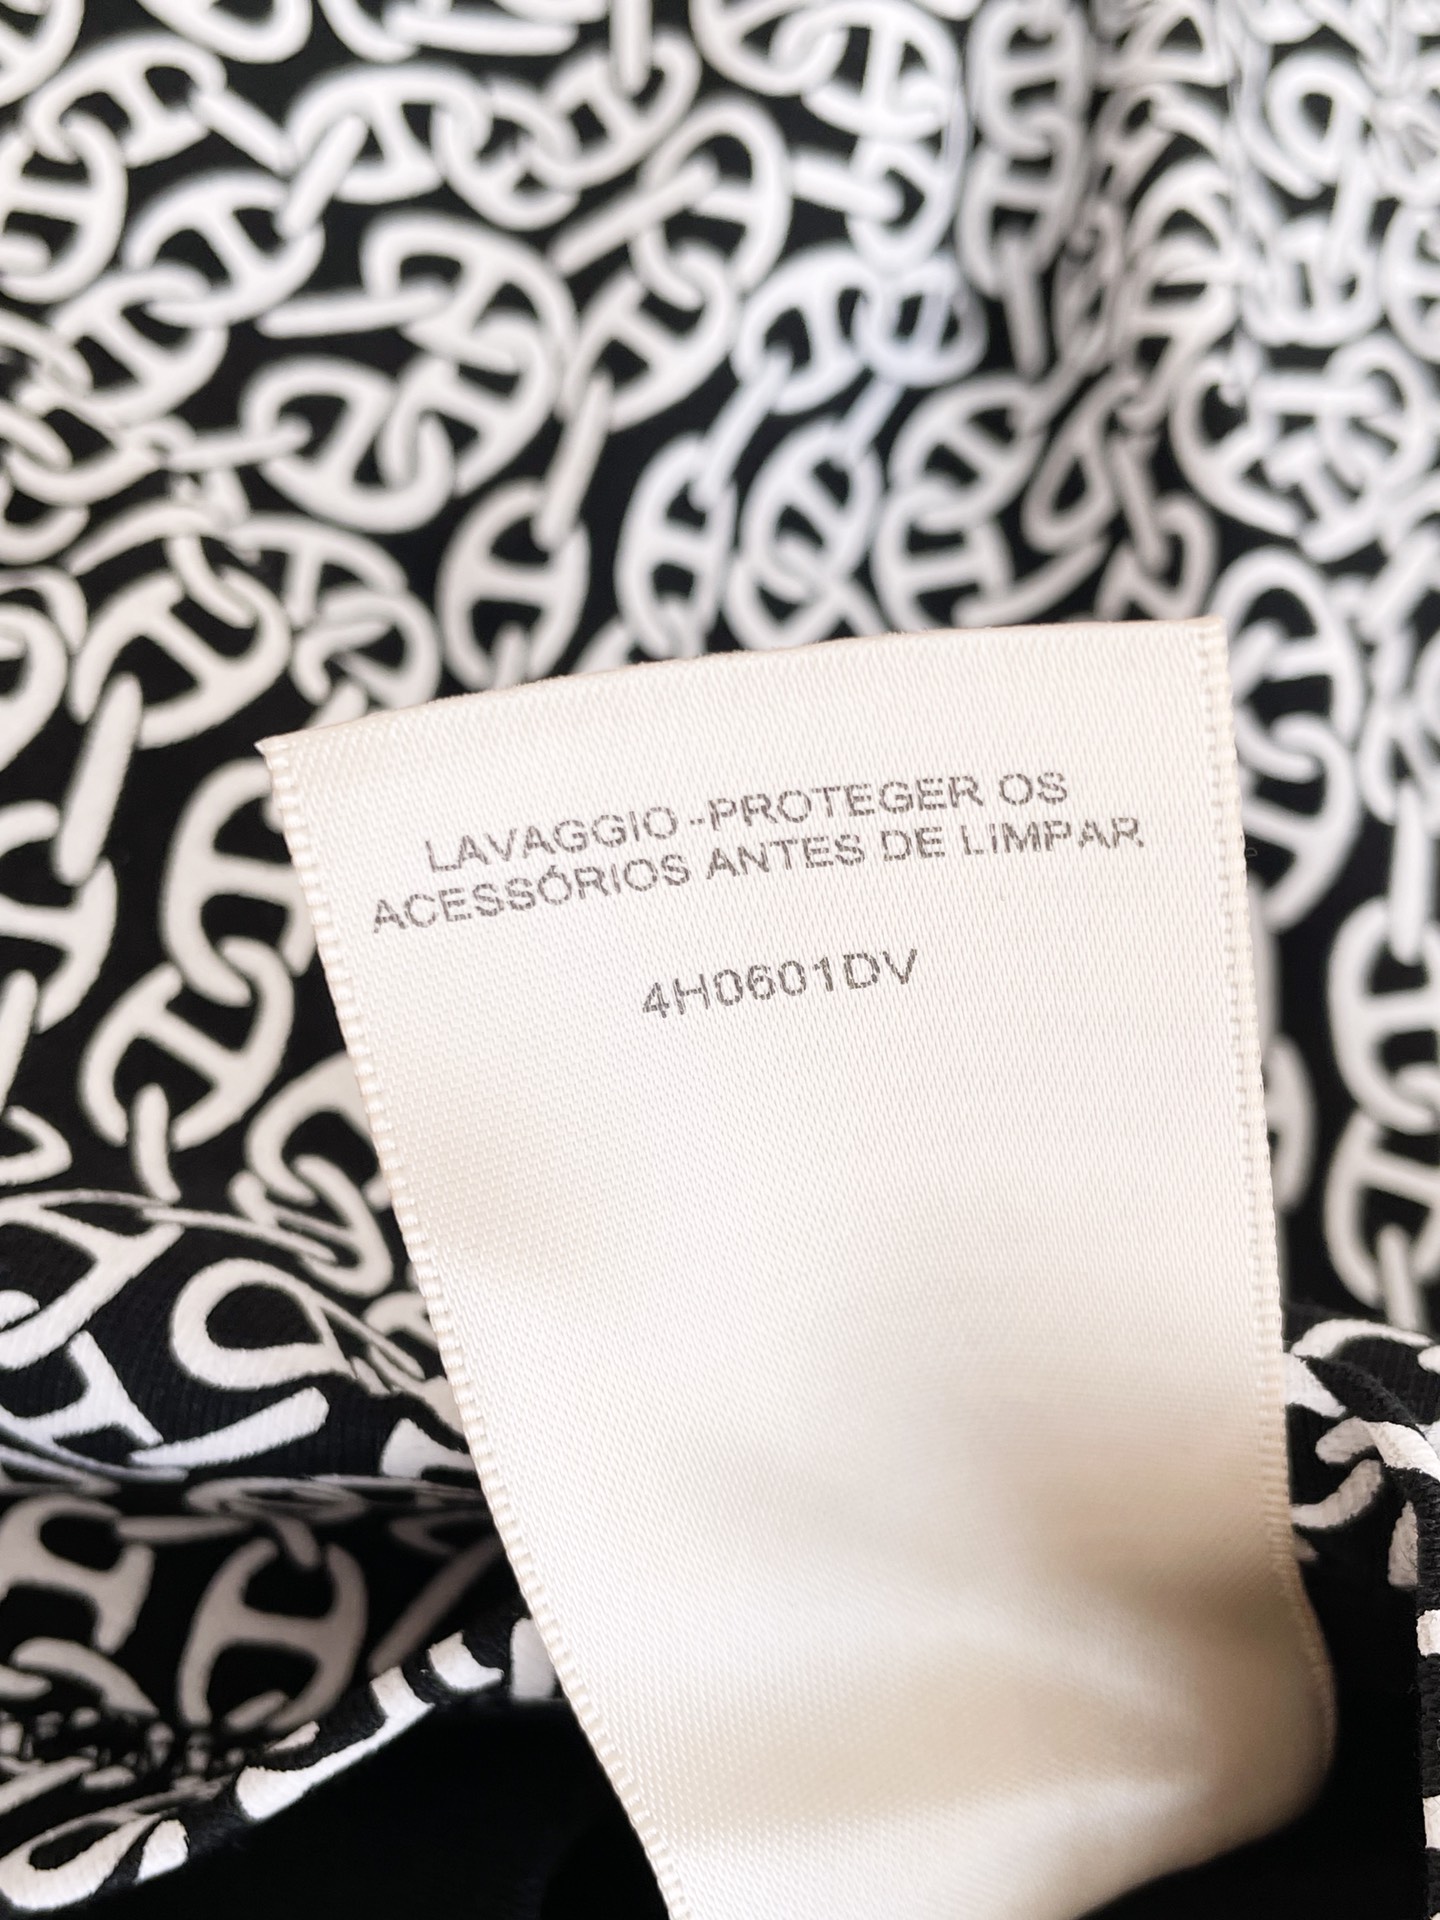 LAVAGGIO - PROTEGER OS
ACESSÓRIOS ANTES DE LIMPAR
4H0601DV